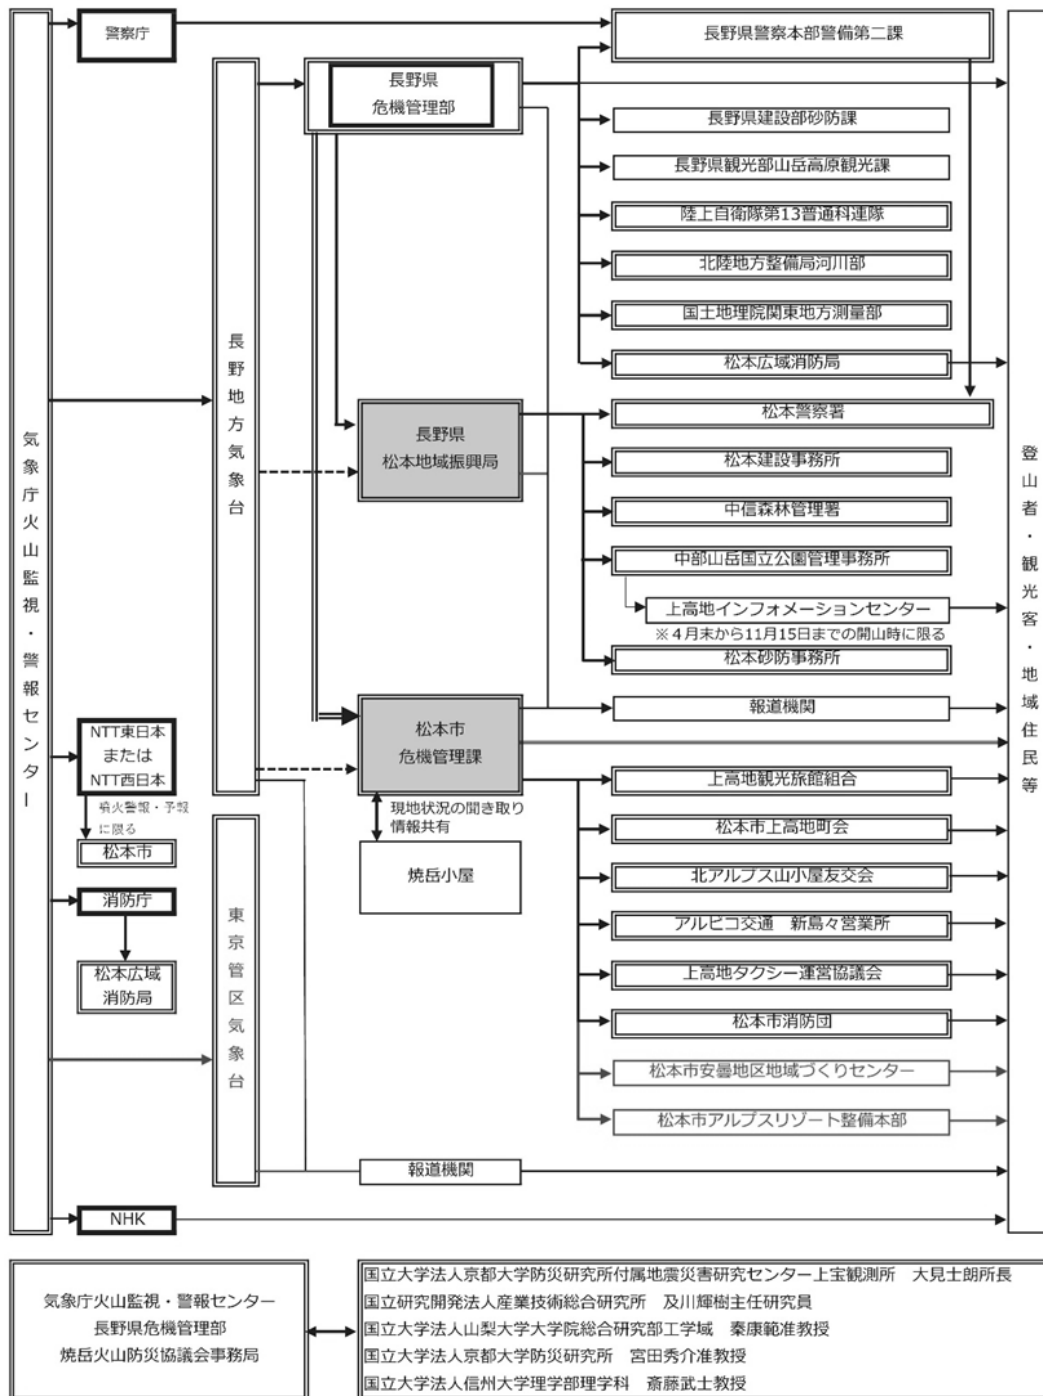 気象庁火山監視・警報センター
警察庁
長野県警察本部警備第二課
長野県
危機管理部
長野県建設部砂防課
長野県観光部山岳高原観光課
陸上自衛隊第13普通科連隊
北陸地方整備局河川部
国土地理院関東地方測量部
松本広域消防局
長野地方気象台
長野県
松本地域振興局
松本警察署
松本建設事務所
中信森林管理署
中部山岳国立公園管理事務所
上高地インフォメーションセンター
※４月末から11月15日までの開山時に限る
松本砂防事務所
登山者・観光客・地域住民等
NTT東日本
または
NTT西日本
噴火警報・予報
に限る
松本市
松本市
危機管理課
報道機関
現地状況の聞き取り
情報共有
焼岳小屋
上高地観光旅館組合
松本市上高地町会
北アルプス山小屋友交会
アルピコ交通　新島々営業所
上高地タクシー運営協議会
松本市消防団
松本市安曇地区地域づくりセンター
松本市アルプスリゾート整備本部
消防庁
松本広域
消防局
東京管区気象台
報道機関
NHK
気象庁火山監視・警報センター
長野県危機管理部
焼岳火山防災協議会事務局
国立大学法人京都大学防災研究所付属地震災害研究センター上宝観測所　大見士朗所長
国立研究開発法人産業技術総合研究所　及川輝樹主任研究員
国立大学法人山梨大学大学院総合研究部工学域　秦康範准教授
国立大学法人京都大学防災研究所　宮田秀介准教授
国立大学法人信州大学理学部理学科　斎藤武士教授